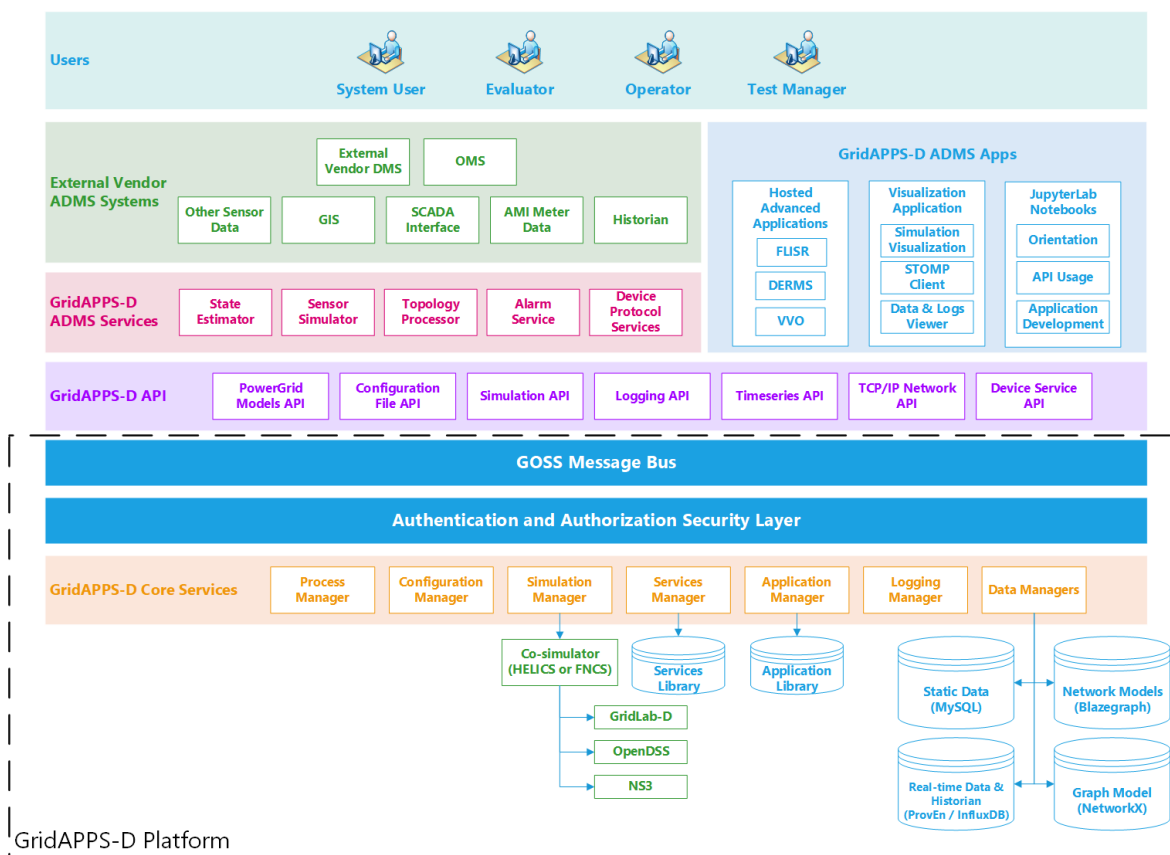 Users
System User
Evaluator
Operator
Test Manager
External Vendor
ADMS Systems
External
Vendor DMS
OMS
Other Sensor
Data
GIS
SCADA
Interface
AMI Meter
Data
Historian
GridAPPS-D
ADMS Services
State
Estimator
Sensor
Simulator
Topology
Processor
Alarm
Service
Device
Protocol
Services
GridAPPS-D ADMS Apps
Hosted
Advanced
Applications
FLISR
DERMS
VVO
Visualization
Application
Simulation
Visualization
STOMP
Client
Data & Logs
Viewer
JupyterLab
Notebooks
Orientation
API Usage
Application
Development
GridAPPS-D API
PowerGrid
Models API
Configuration
File API
Simulation API
Logging API
Timeseries API
TCP/IP Network
API
Device Service
API
GOSS Message Bus
Authentication and Authorization Security Layer
GridAPPS-D Core Services
Process
Manager
Configuration
Manager
Simulation
Manager
Services
Manager
Application
Manager
Logging
Manager
Data Managers
Co-simulator
(HELICS or FNCS)
GridLab-D
OpenDSS
NS3
Services
Library
Application
Library
Static Data
(MySQL)
Network Models
(Blazegraph)
Real-time Data &
Historian
(ProvEn / InfluxDB)
Graph Model
(NetworkX)
GridAPPS-D Platform